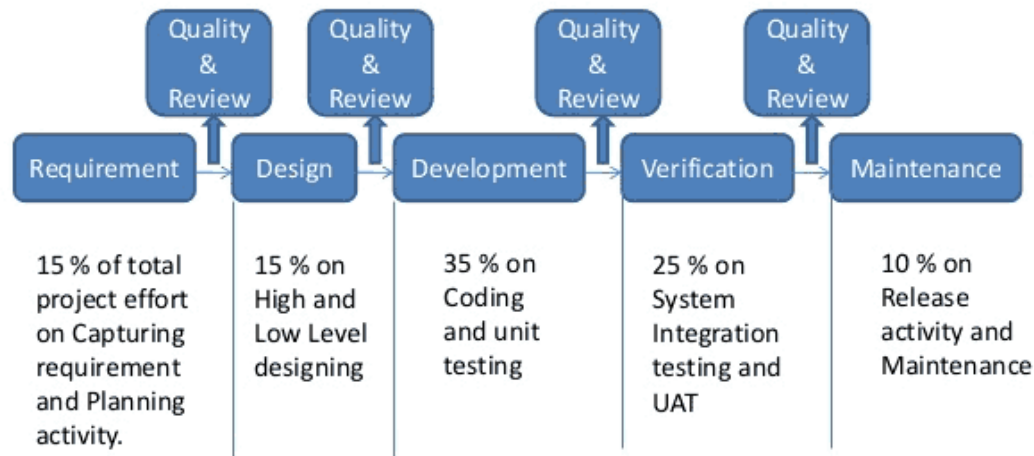 Quality
&
Review
Quality
&
Review
Quality
&
Review
Quality
&
Review
Requirement
Design
Development
Verification
Maintenance
15 % of total
project effort
on Capturing
requirement
and Planning
activity.
15 % on
High and
Low Level
designing
35 % on
Coding
and unit
testing
25 % on
System
Integration
testing and
UAT
10 % on
Release
activity and
Maintenance